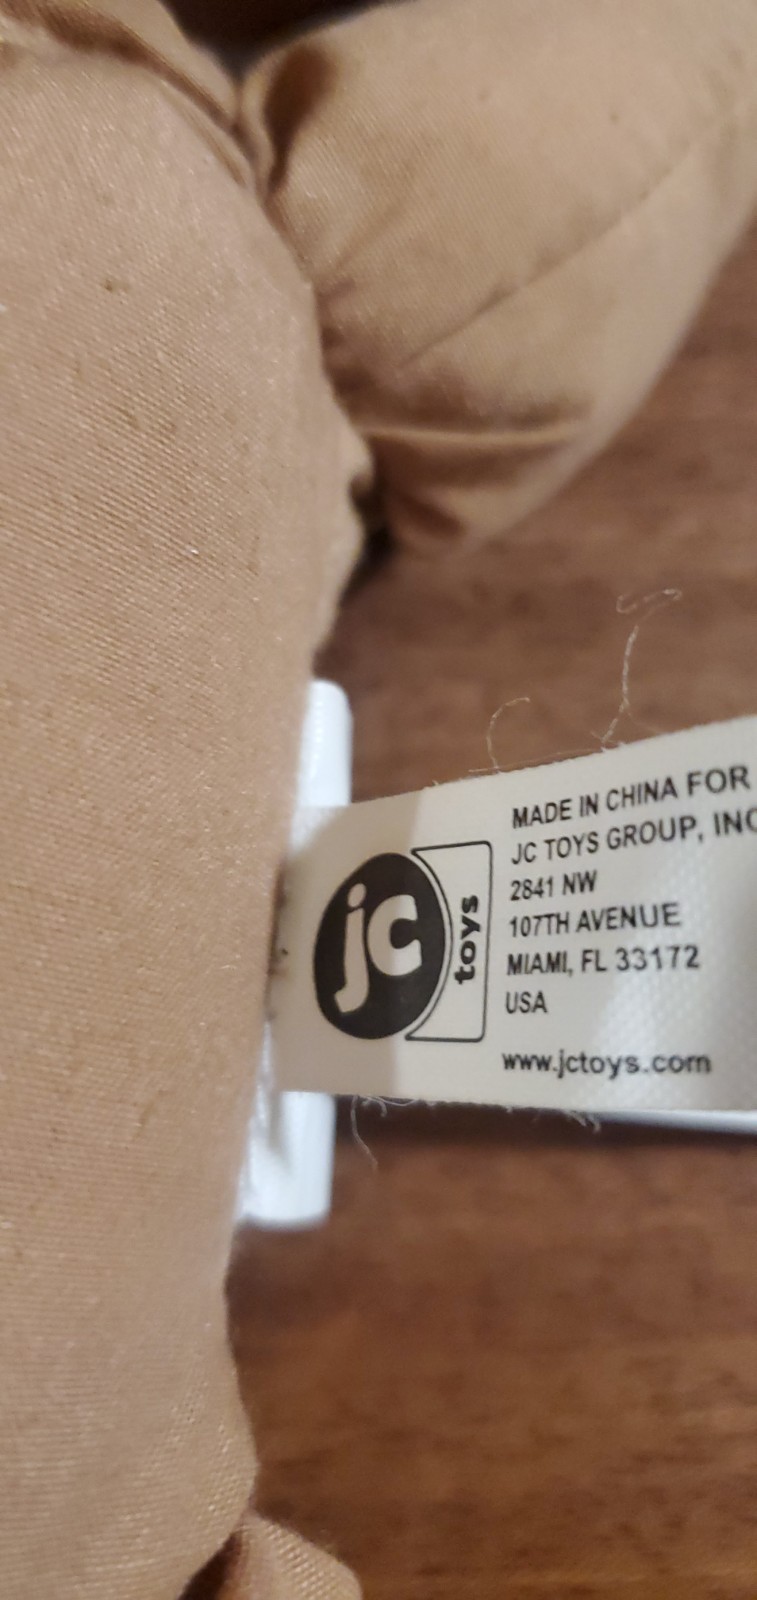 jc
toys
MADE IN CHINA FOR
JC TOYS GROUP, INC
2841 NW
107TH AVENUE
MIAMI, FL 33172
USA
www.jctoys.com